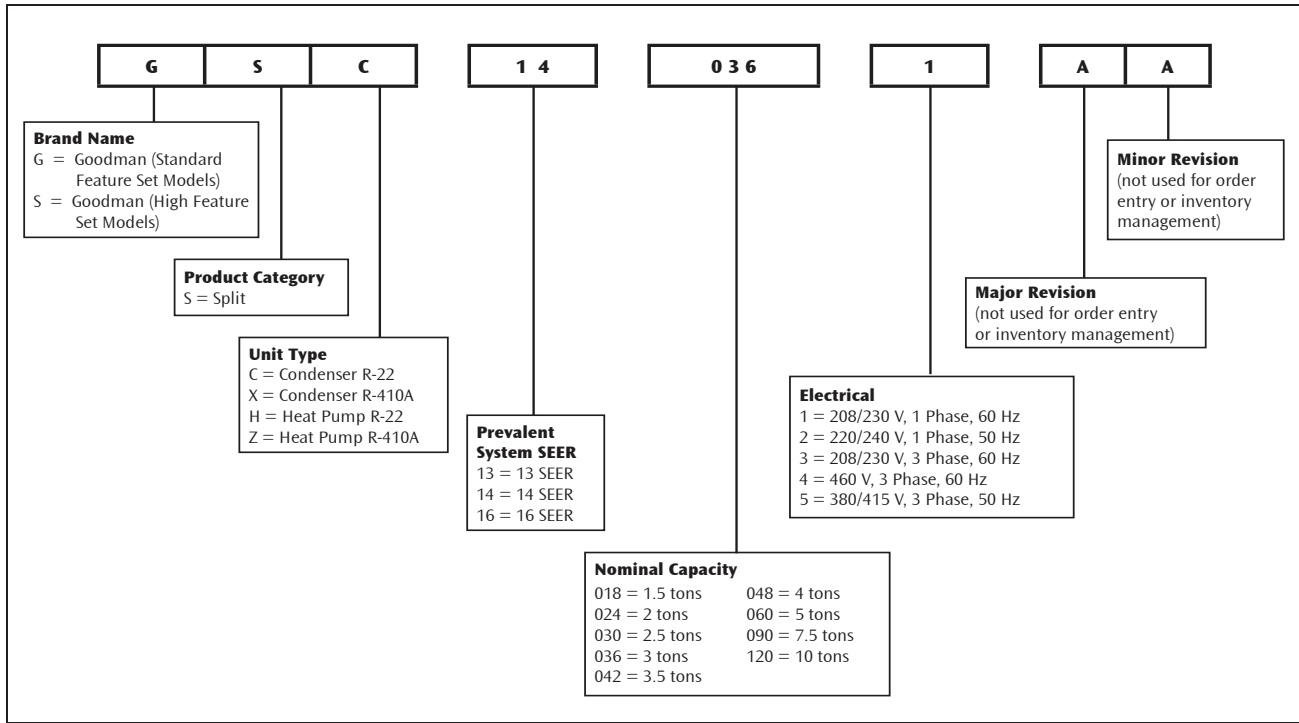 G S C 1 4 0 3 6 1 A A
Brand Name
G = Goodman (Standard
Feature Set Models)
S = Goodman (High Feature
Set Models)
Minor Revision
(not used for order
entry or inventory
management)
Product Category
S = Split
Major Revision
(not used for order entry
or inventory management)
Unit Type
C = Condenser R-22
X = Condenser R-410A
H = Heat Pump R-22
Z = Heat Pump R-410A
Electrical
1 = 208/230 V, 1 Phase, 60 Hz
2 = 220/240 V, 1 Phase, 50 Hz
3 = 208/230 V, 3 Phase, 60 Hz
4 = 460 V, 3 Phase, 60 Hz
5 = 380/415 V, 3 Phase, 50 Hz
Prevalent
System SEER
13 = 13 SEER
14 = 14 SEER
16 = 16 SEER
Nominal Capacity
018 = 1.5 tons 048 = 4 tons
024 = 2 tons 060 = 5 tons
030 = 2.5 tons 090 = 7.5 tons
036 = 3 tons 120 = 10 tons
042 = 3.5 tons